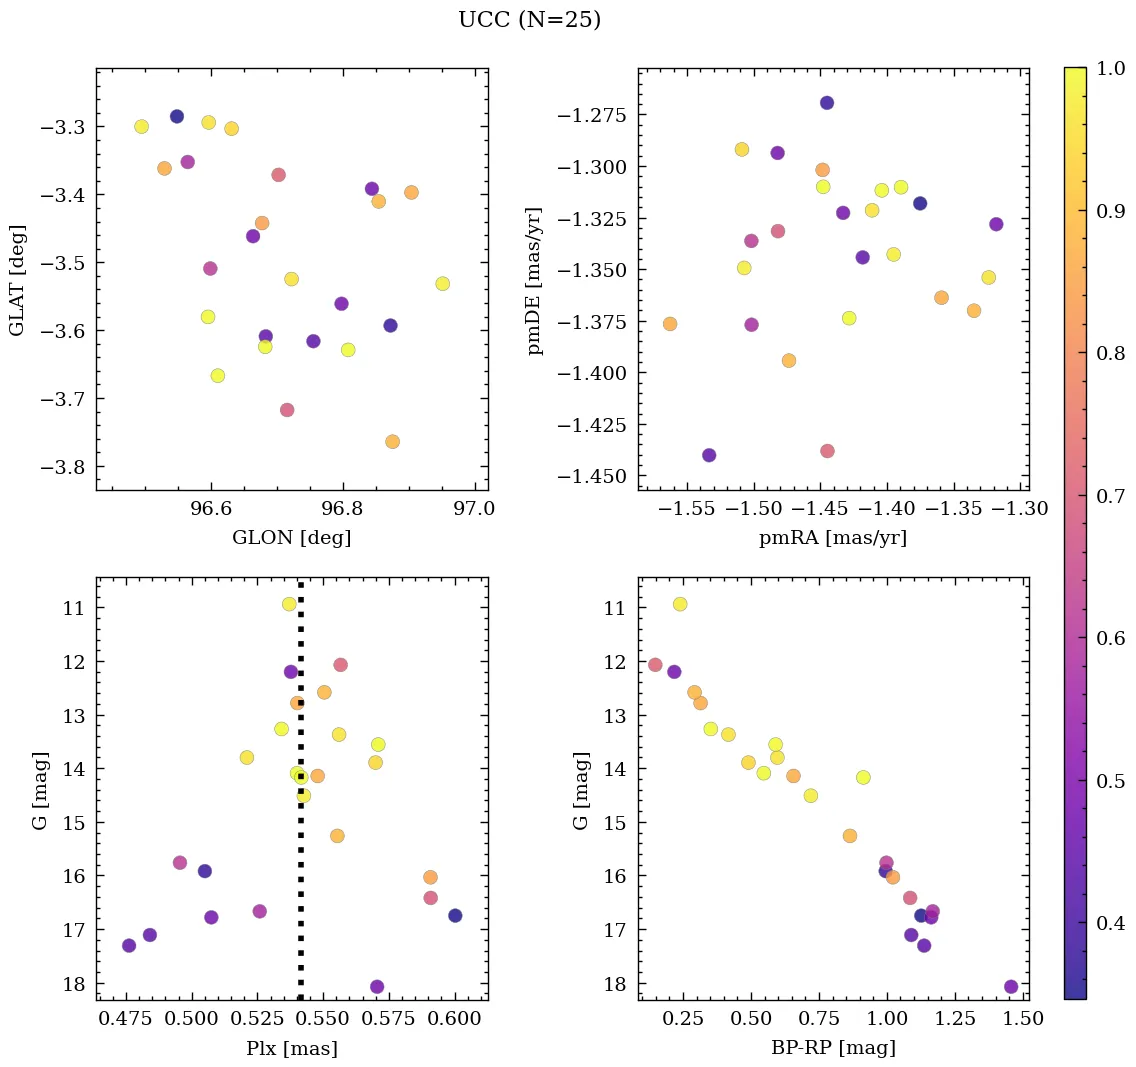 UCC (N=25)
−3.3
−3.4
−3.5
−3.6
−3.7
−3.8
GLAT [deg]
96.6 96.8 97.0
GLON [deg]
−1.275
−1.300
−1.325
−1.350
−1.375
−1.400
−1.425
−1.450
pmDE [mas/yr]
−1.55 −1.50 −1.45 −1.40 −1.35 −1.30
pmRA [mas/yr]
11
12
13
14
15
16
17
18
G [mag]
0.475 0.500 0.525 0.550 0.575 0.600
Plx [mas]
11
12
13
14
15
16
17
18
G [mag]
0.25 0.50 0.75 1.00 1.25 1.50
BP-RP [mag]
1.0
0.9
0.8
0.7
0.6
0.5
0.4